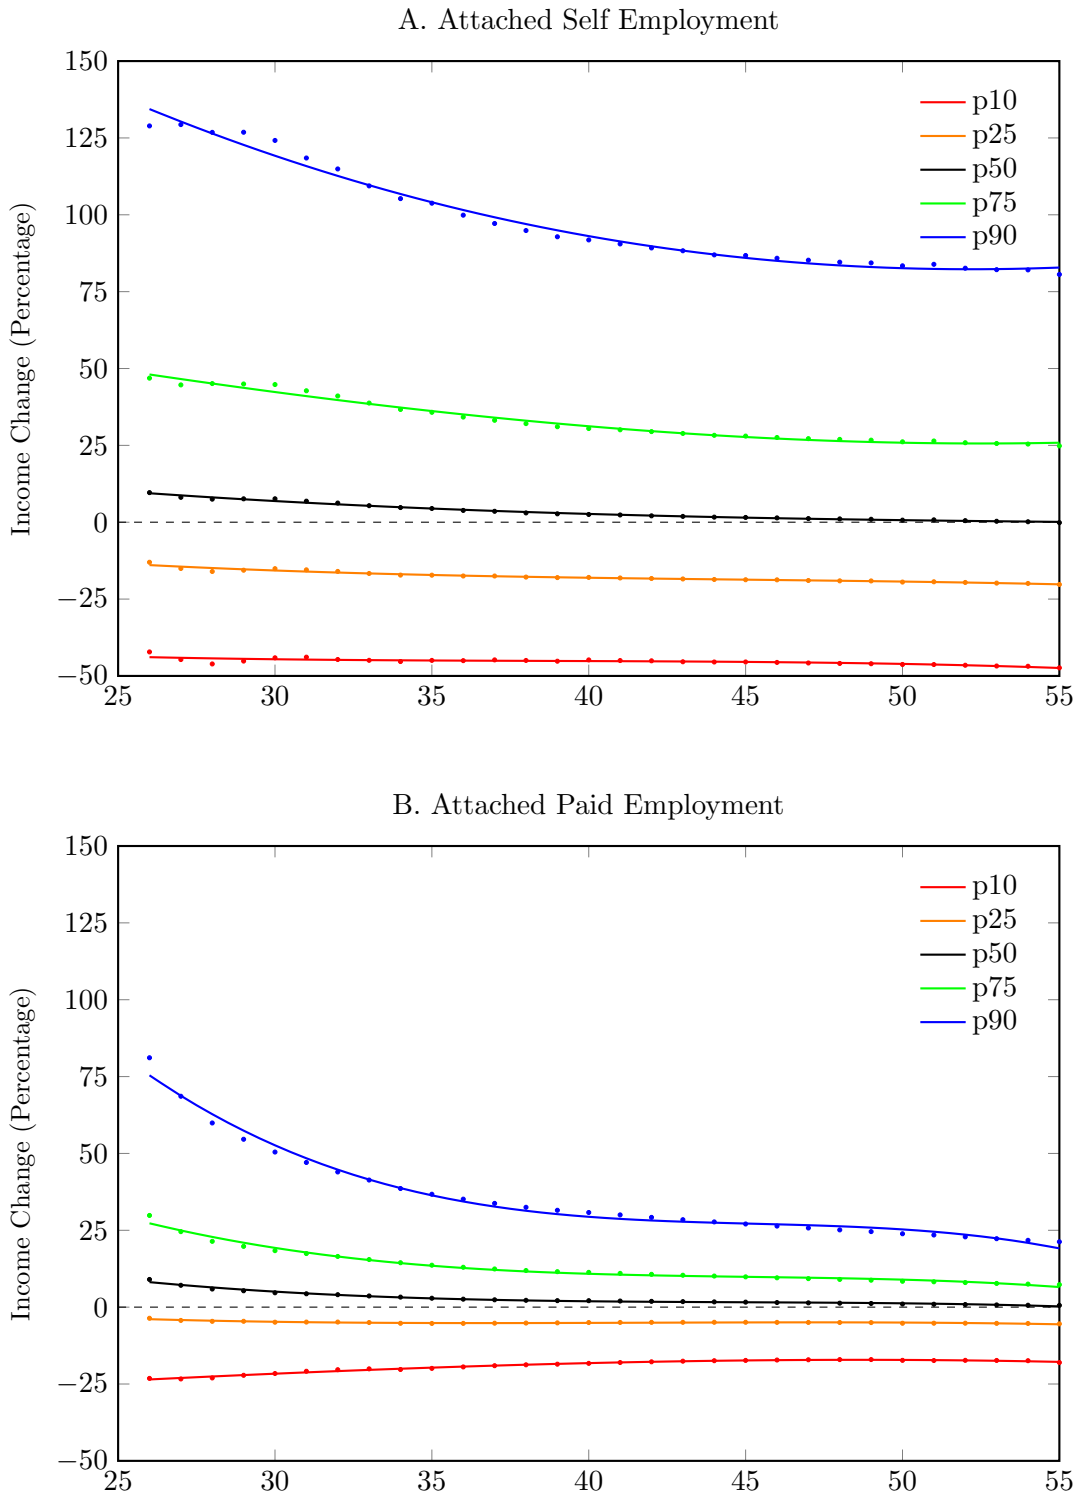 A. Attached Self Employment
150
125
100
75
50
25
0
−25
−50
Income Change (Percentage)
p10
p25
p50
p75
p90
25 30 35 40 45 50 55
B. Attached Paid Employment
150
125
100
75
50
25
0
−25
−50
Income Change (Percentage)
p10
p25
p50
p75
p90
25 30 35 40 45 50 55